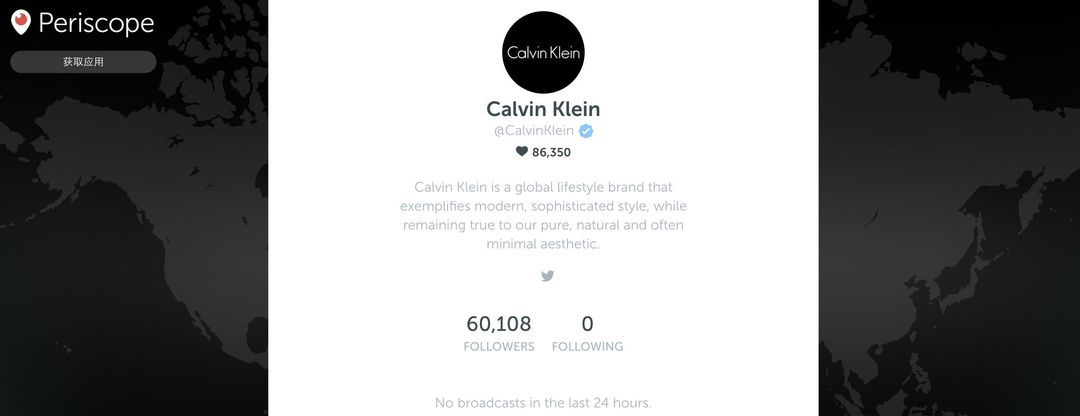 Periscope
获取应用
Calvin Klein
Calvin Klein
@CalvinKlein
86,350
Calvin Klein is a global lifestyle brand that
exemplifies modern, sophisticated style, while
remaining true to our pure, natural and often
minimal aesthetic.
60,108 0
FOLLOWERS FOLLOWING
No broadcasts in the last 24 hours.